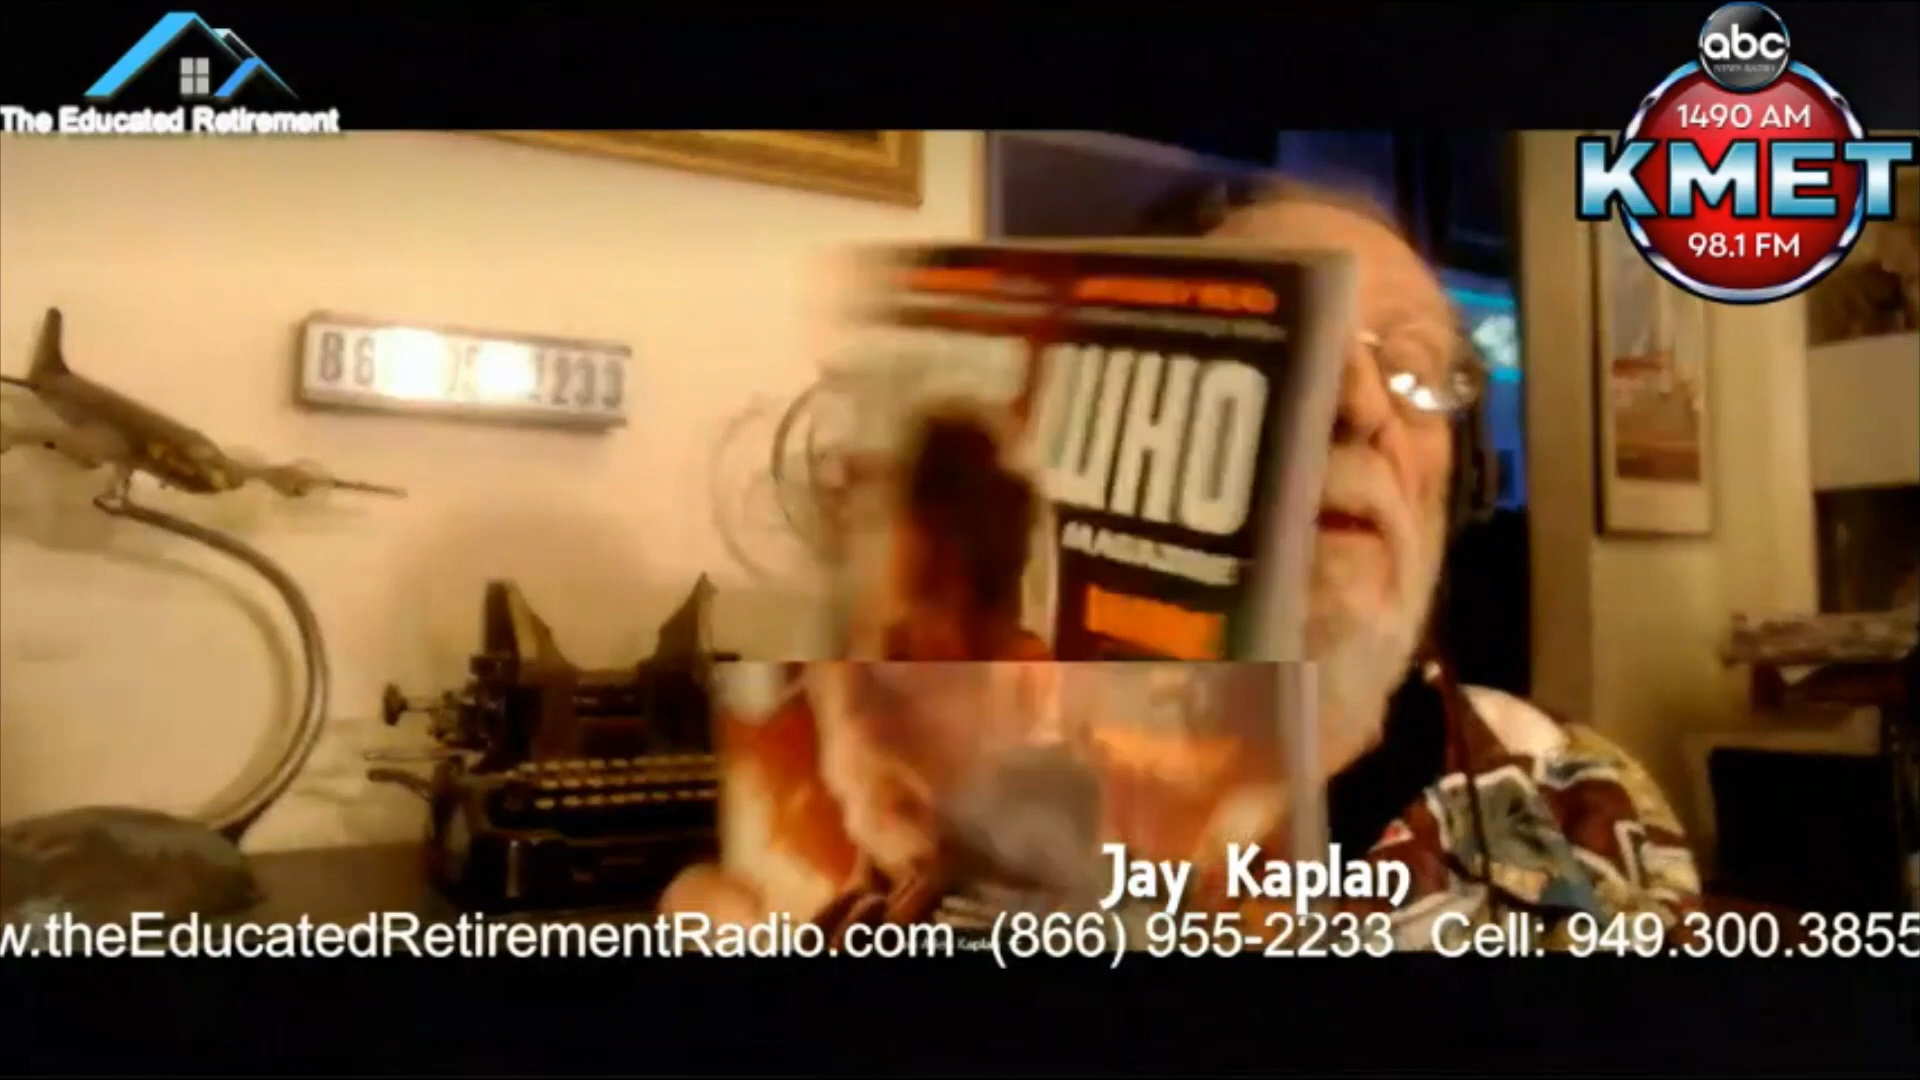 The Educated Retirement
abc
1490 AM
KMET
98.1 FM
WHO
MAGAZINE
Jay Kaplan
w.theEducatedRetirementRadio.com (866) 955-2233 Cell: 949.300.3855